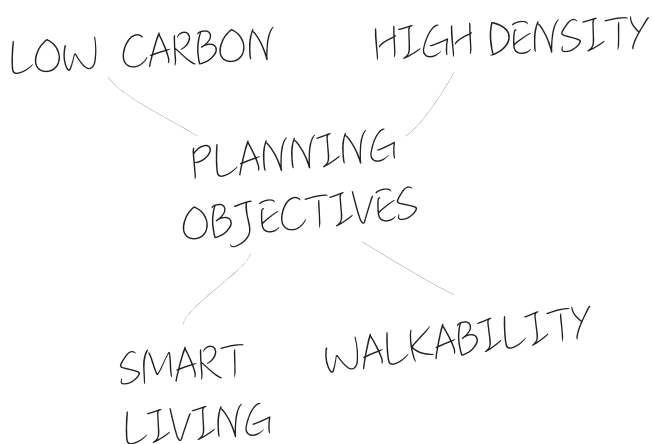 LOW CARBON
HIGH DENSITY
PLANNING
OBJECTIVES
SMART
LIVING
WALKABILITY